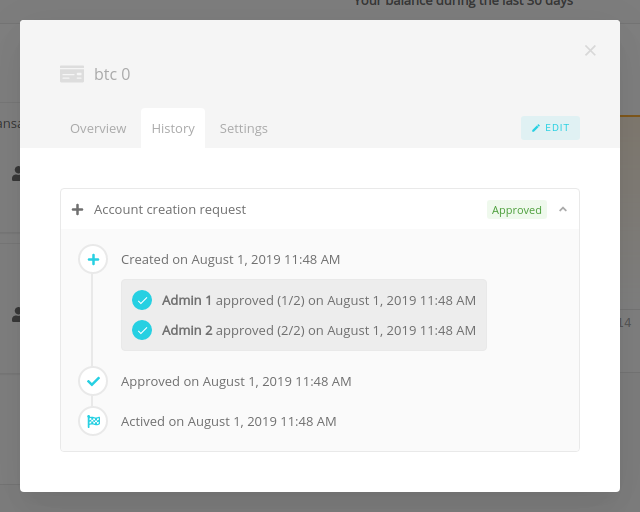 Your balance during the last 30 days
btc 0
ansa
Overview
History
Settings
EDIT
Account creation request
Approved
Created on August 1, 2019 11:48 AM
Admin 1 approved (1/2) on August 1, 2019 11:48 AM
Admin 2 approved (2/2) on August 1, 2019 11:48 AM
14
Approved on August 1, 2019 11:48 AM
Actived on August 1, 2019 11:48 AM